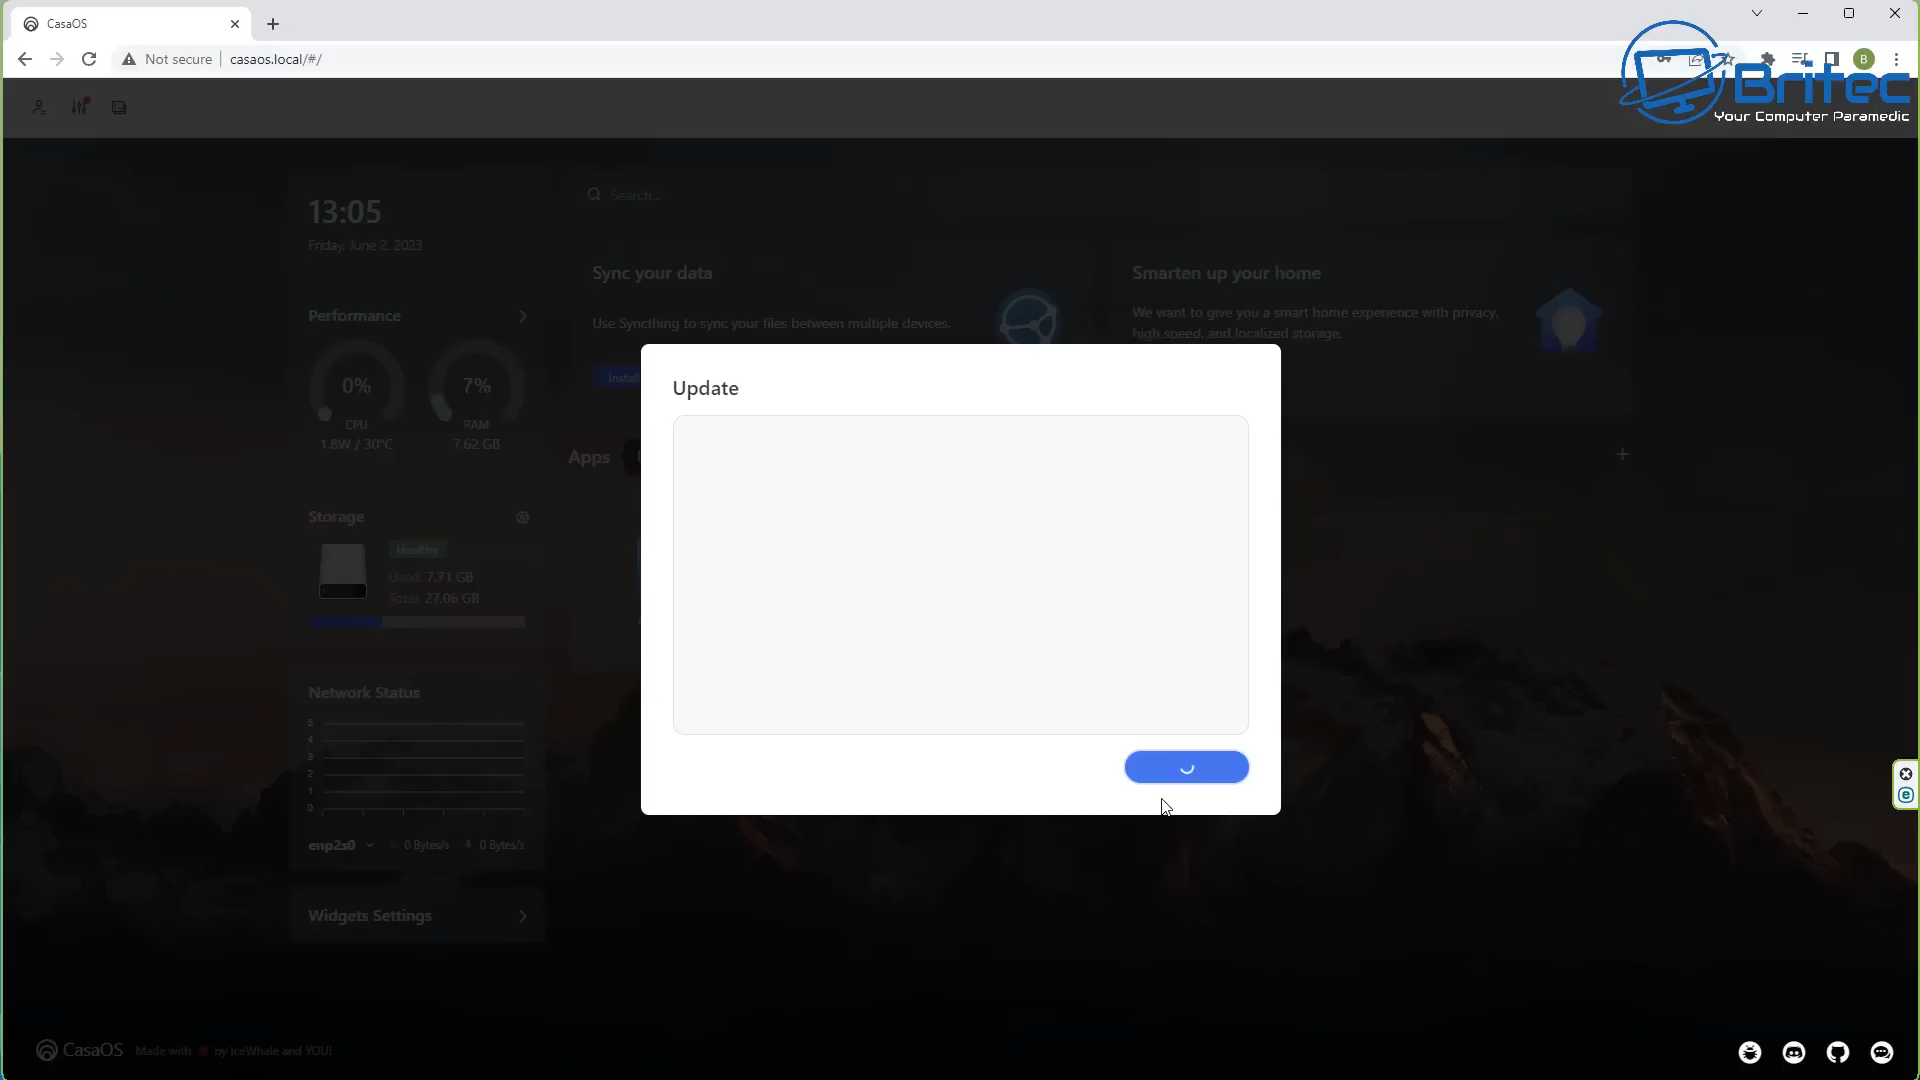 CasaOS
Not secure
casaos.local/#/
B
Britec
Your Computer Paramedic
13:05
Friday, June 2, 2023
Search...
Sync your data
Use Syncthing to sync your files between multiple devices.
Install
Smarten up your home
We want to give you a smart home experience with privacy,
high speed, and localized storage.
Performance
0%
CPU
1.8W / 30°C
7%
RAM
7.62 GB
Apps
Update
Storage
Healthy
Used: 7.71 GB
Total: 27.06 GB
Network Status
5
4
3
2
1
0
enp2s0
0 Bytes/s
0 Bytes/s
Widgets Settings
CasaOS
Made with
by IceWhale and YOU!